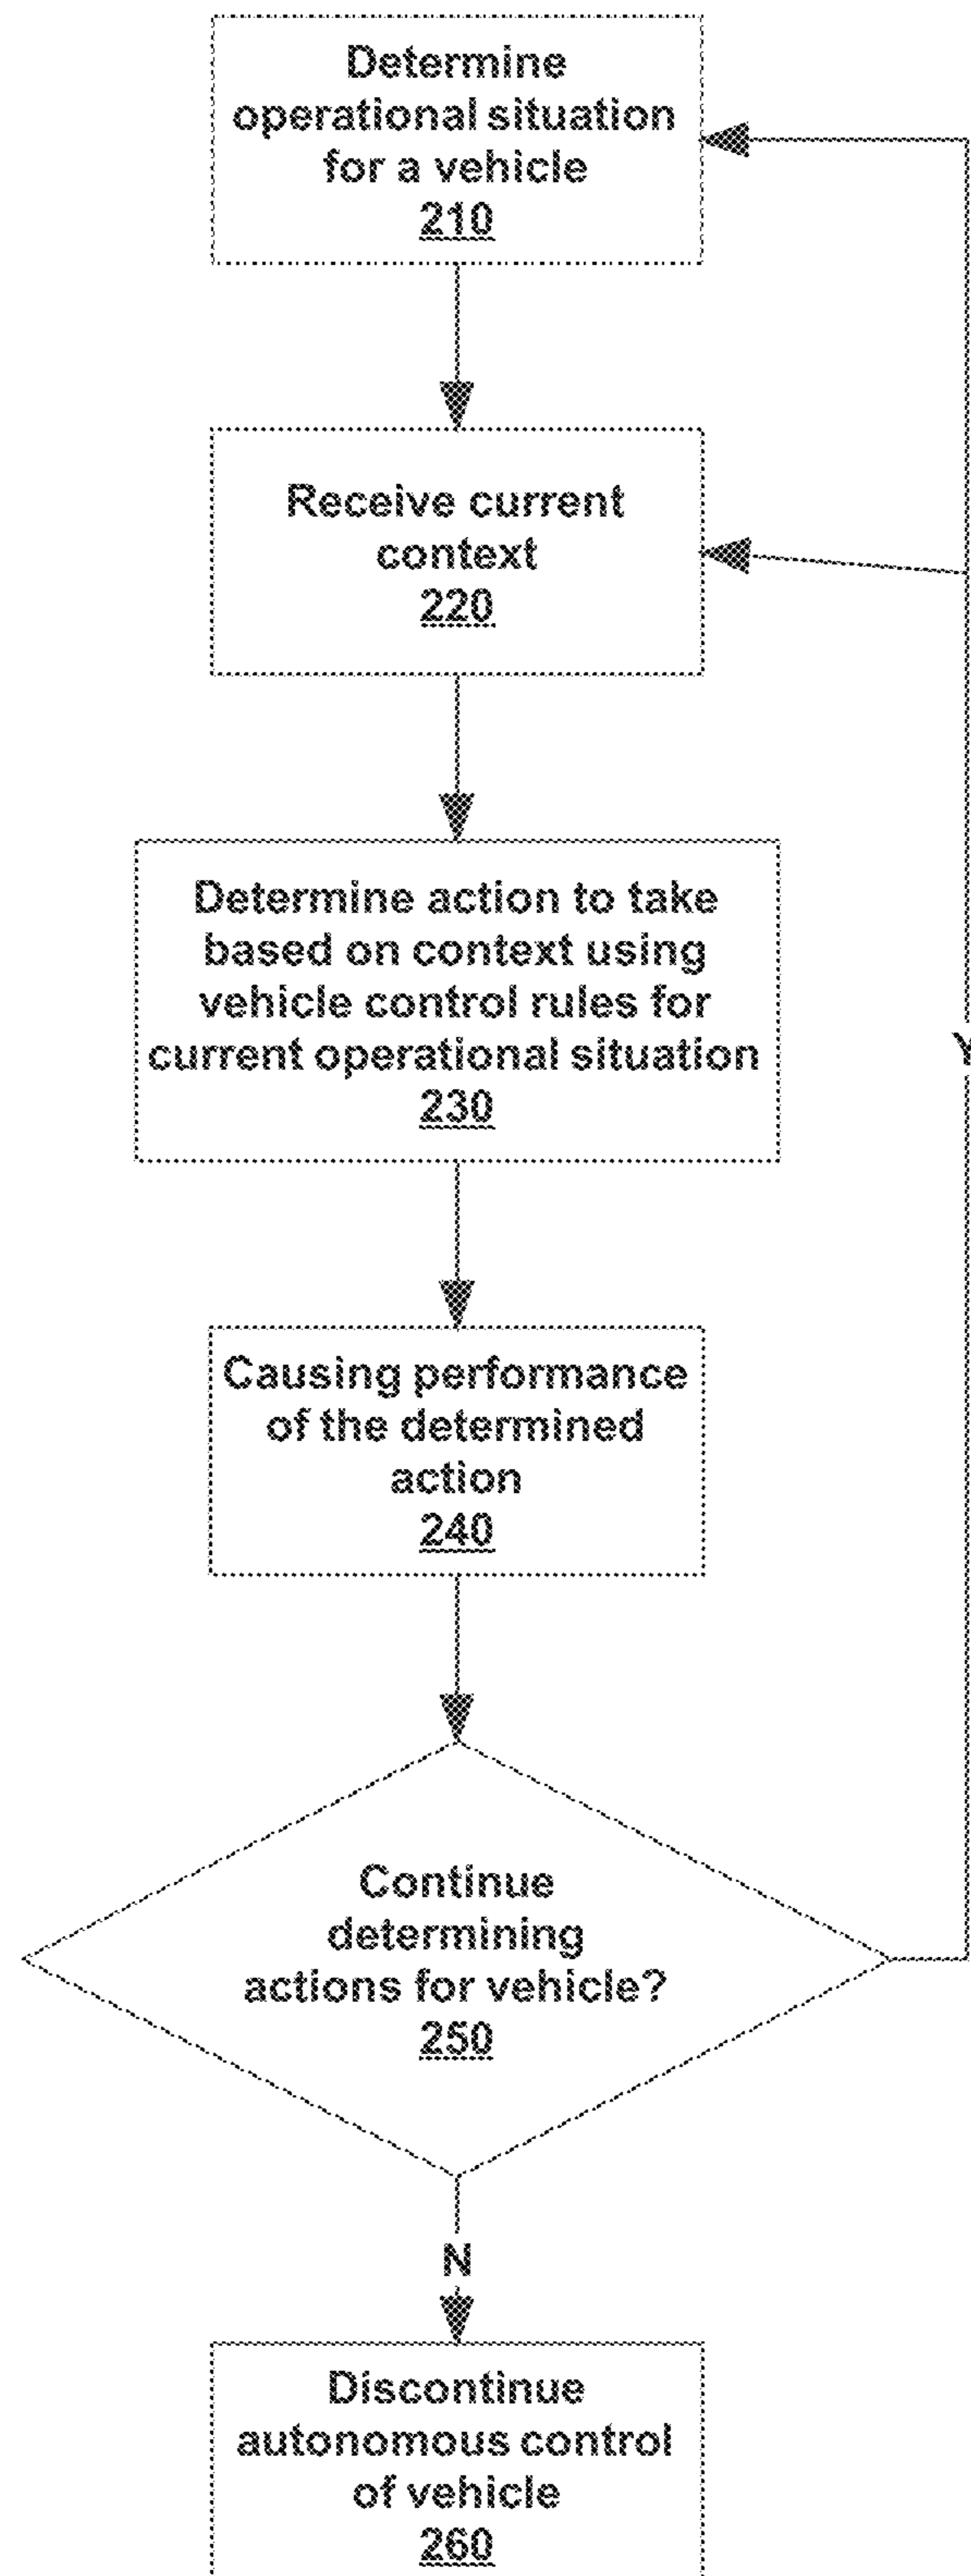 Determine
operational situation
for a vehicle
210
Receive current
context
220
Determine action to take
based on context using
vehicle control rules for
current operational situation
230
Y
Causing performance
of the determined
action
240
Continue
determining
actions for vehicle?
250
N
Discontinue
autonomous control
of vehicle
260